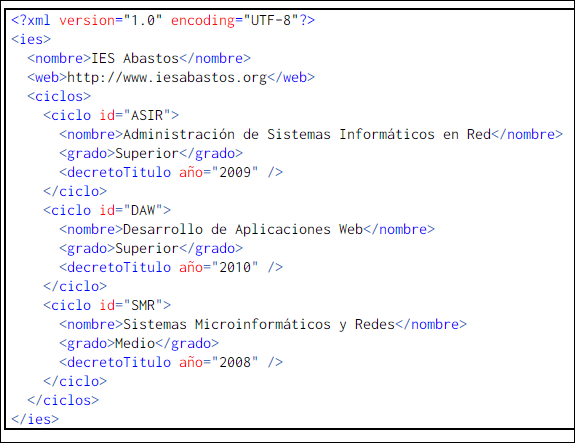 <?xml version="1.0" encoding="UTF-8"?>
<ies>
  <nombre>IES Abastos</nombre>
  <web>http://www.iesabastos.org</web>
  <ciclos>
    <ciclo id="ASIR">
      <nombre>Administración de Sistemas Informáticos en Red</nombre>
      <grado>Superior</grado>
      <decretoTitulo año="2009" />
    </ciclo>
    <ciclo id="DAW">
      <nombre>Desarrollo de Aplicaciones Web</nombre>
      <grado>Superior</grado>
      <decretoTitulo año="2010" />
    </ciclo>
    <ciclo id="SMR">
      <nombre>Sistemas Microinformáticos y Redes</nombre>
      <grado>Medio</grado>
      <decretoTitulo año="2008" />
    </ciclo>
  </ciclos>
</ies>